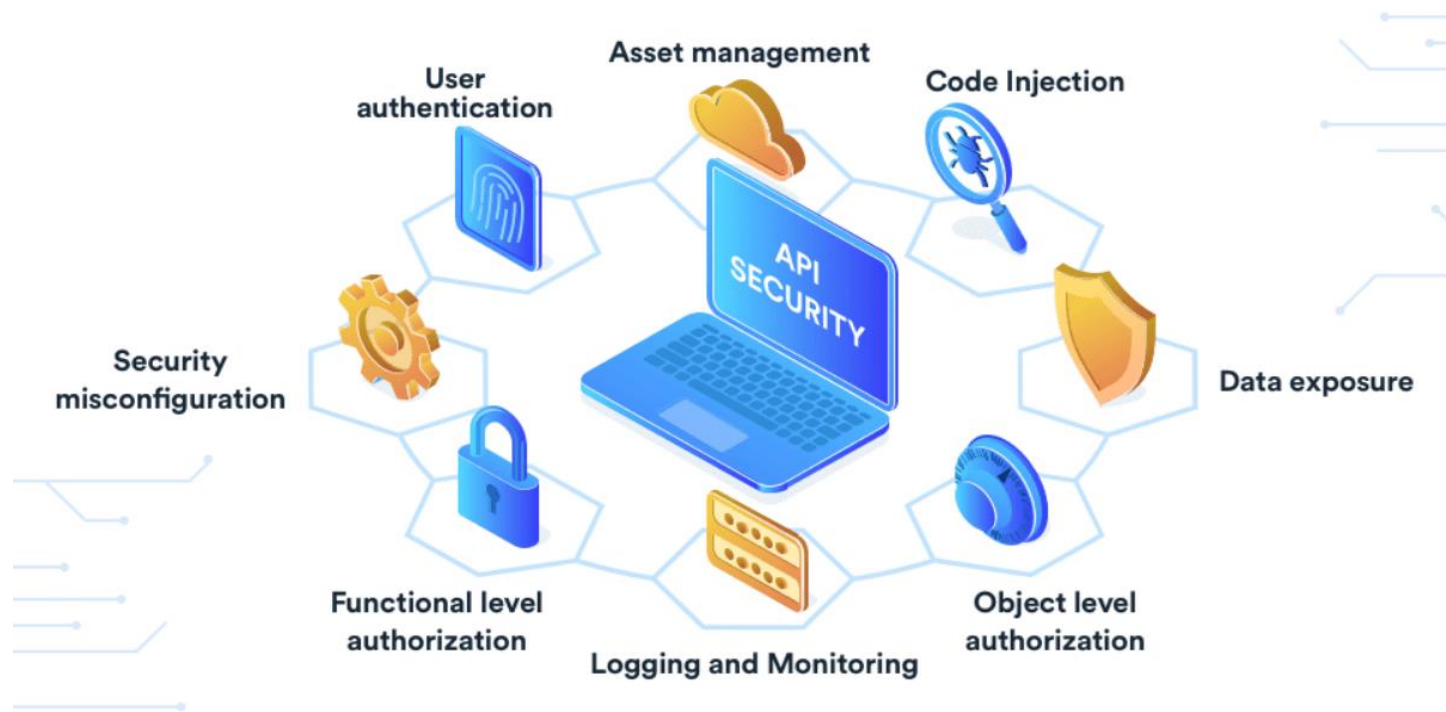 Asset management
User
authentication
Code Injection
API
SECURITY
Security
misconfiguration
Data exposure
Functional level
authorization
Object level
authorization
Logging and Monitoring